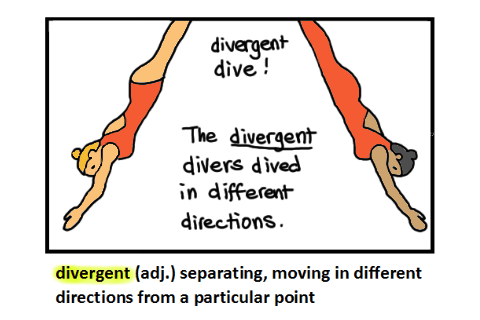 divergent
dive!
The divergent
divers dived
in different
directions.
divergent (adj.) separating, moving in different
directions from a particular point